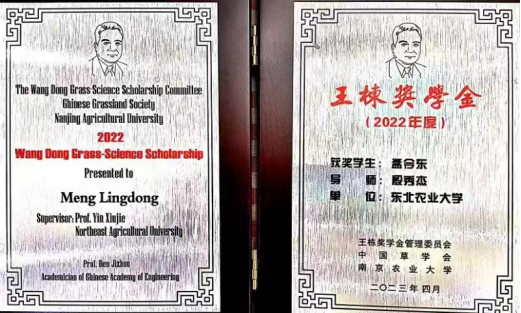 The Wang Dong Grass-Science Scholarship Committee
Chinese Grassland Society
Nanjing Agricultural University
2022
Wang Dong Grass-Science Scholarship
Presented to
Meng Lingdong
Supervisor: Prof. Yin Xiujie
Northeast Agricultural University
Prof. Ren Jizhou
Academician of Chinese Academy of Engineering
王栋奖學金
(2022年度)
获奖学生：孟令东
导 师：殷秀杰
单 位：东北农业大学
王栋奖学金管理委员会
中国草学会
南京农业大学
二〇二三年四月